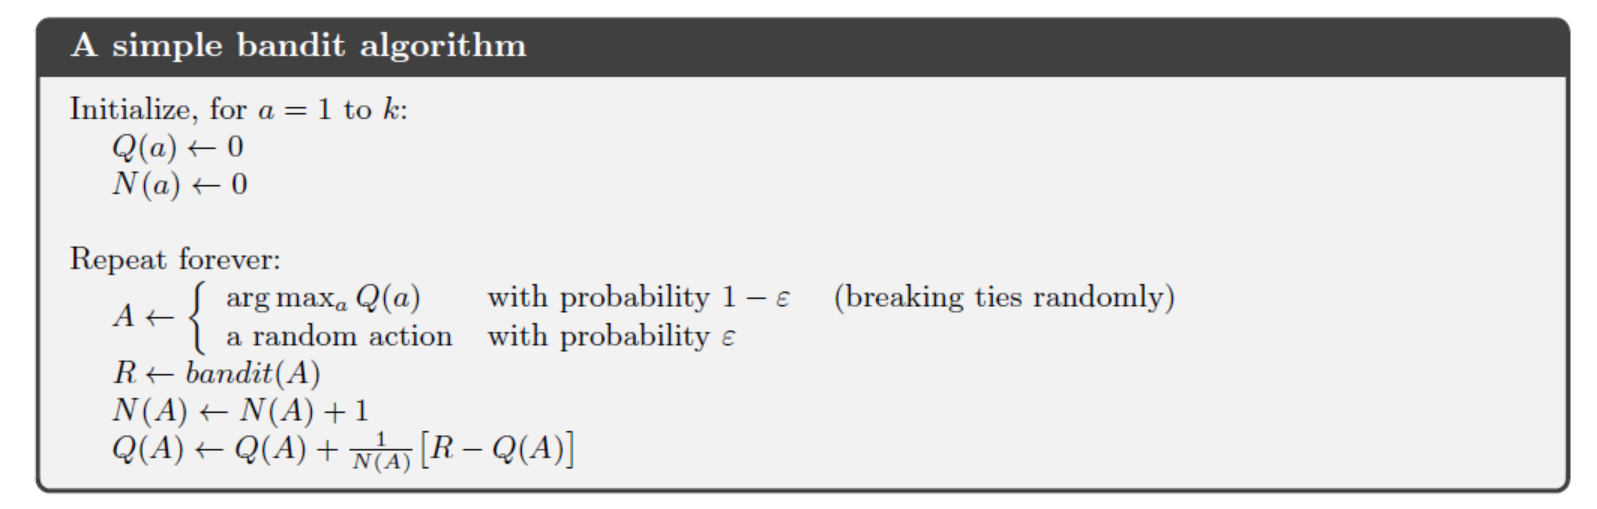 A simple bandit algorithm
Initialize, for a = 1 to k:
Q(a) ← 0
N(a) ← 0
Repeat forever:
A ← { arg maxₐ Q(a) with probability 1 − ε (breaking ties randomly)
a random action with probability ε
R ← bandit(A)
N(A) ← N(A) + 1
Q(A) ← Q(A) + 1/N(A) [R − Q(A)]